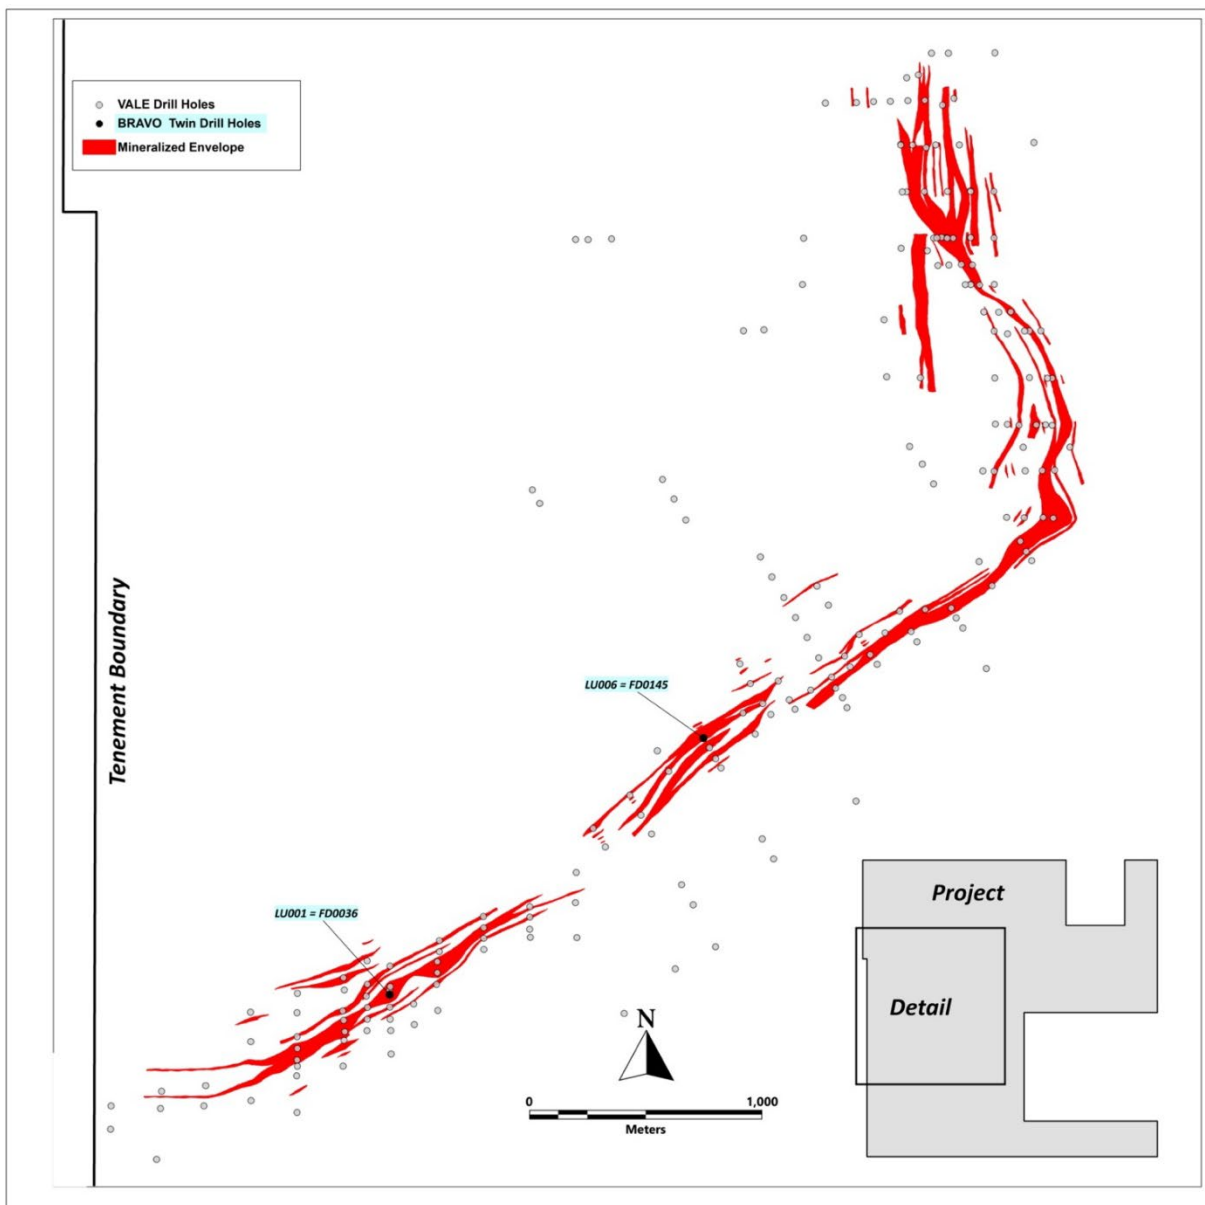 VALE Drill Holes
BRAVO Twin Drill Holes
Mineralized Envelope
Tenement Boundary
LU006 = FD0145
LU001 = FD0036
Project
Detail
N
0 1,000
Meters